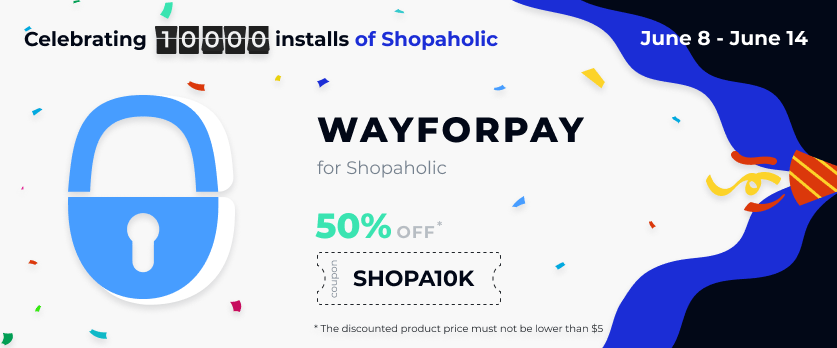 Celebrating 10000 installs of Shopaholic
June 8 - June 14
WAYFORPAY
for Shopaholic
50% OFF*
coupon
SHOPA10K
* The discounted product price must not be lower than $5